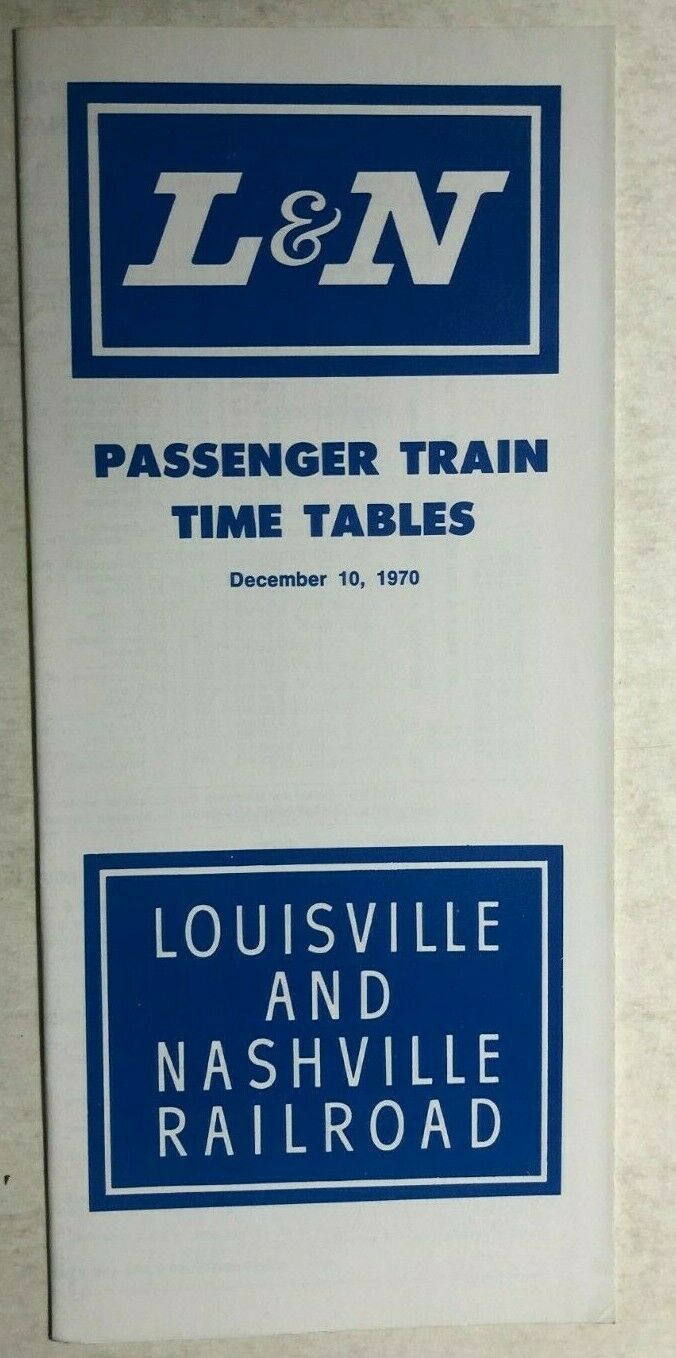 L&N
PASSENGER TRAIN
TIME TABLES
December 10, 1970
LOUISVILLE
AND
NASHVILLE
RAILROAD